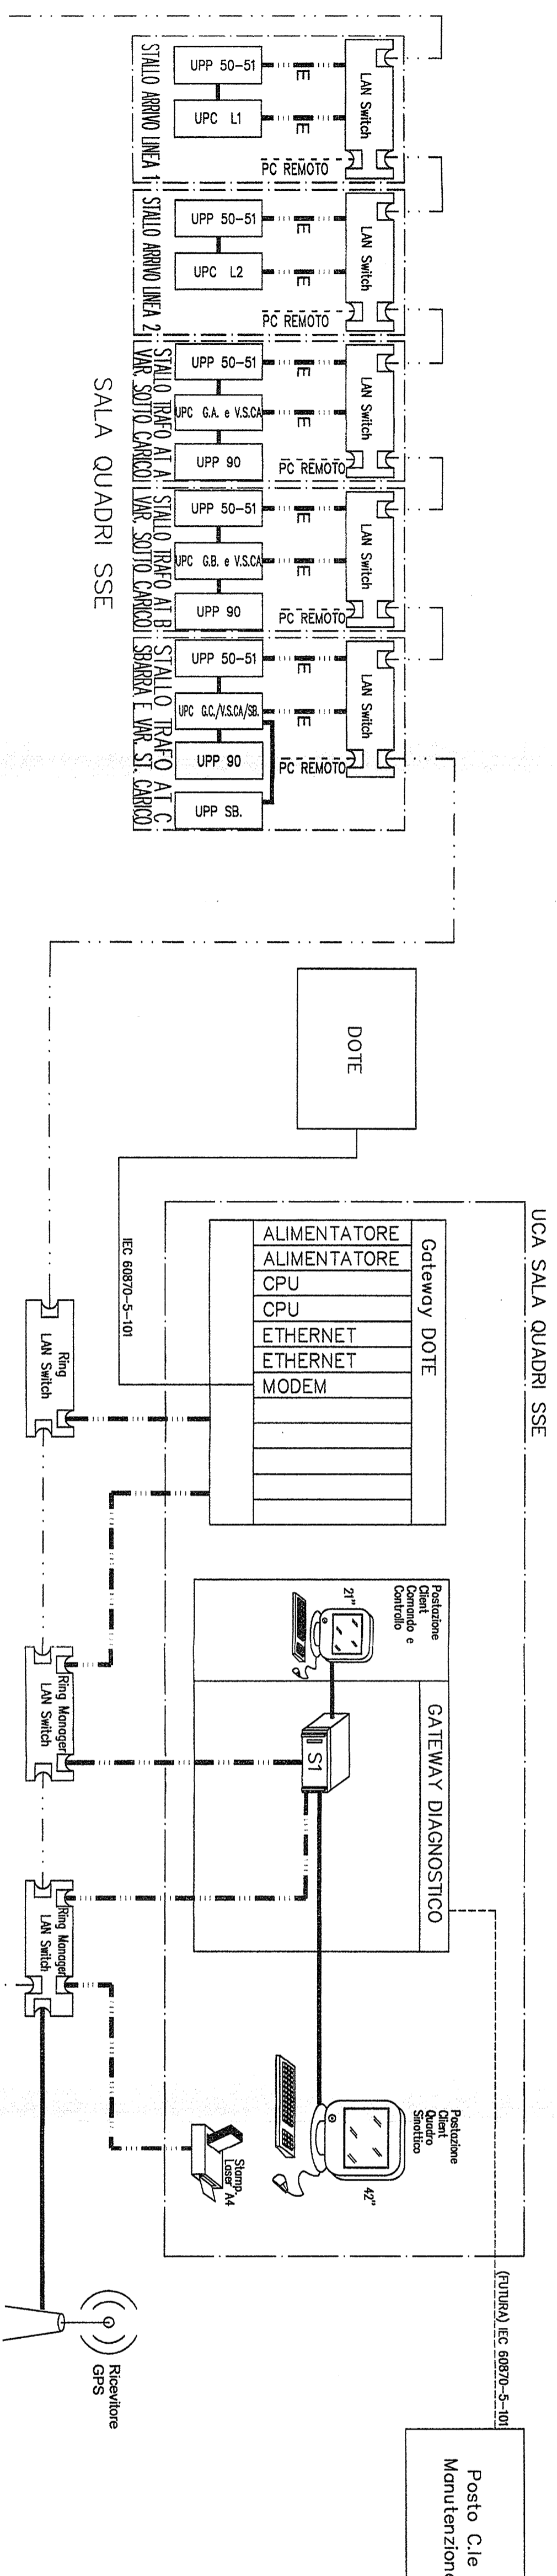 STALLO ARRIVO LINEA 1
UPP 50-51
UPC L1
E
E
LAN Switch
PC REMOTO
STALLO ARRIVO LINEA 2
UPP 50-51
UPC L2
E
E
LAN Switch
PC REMOTO
STALLO TRAFO AT A
VAR. SOTTO CARICO
UPP 50-51
UPC G.A. e V.S.CA
UPP 90
E
E
LAN Switch
PC REMOTO
STALLO TRAFO AT B
VAR. SOTTO CARICO
UPP 50-51
UPC G.B. e V.S.CA
UPP 90
E
E
LAN Switch
PC REMOTO
STALLO TRAFO AT C
SBARRA E VAR. ST. CARICO
UPP 50-51
UPC G.C./V.S.CA/SB.
UPP 90
UPP SB.
E
E
LAN Switch
PC REMOTO
SALA QUADRI SSE
DOTE
IEC 60870-5-101
UCA SALA QUADRI SSE
Gateway DOTE
ALIMENTATORE
ALIMENTATORE
CPU
CPU
ETHERNET
ETHERNET
MODEM
Ring
LAN Switch
Postazione
Client
Comando e
Controllo
21"
GATEWAY DIAGNOSTICO
S1
Ring Manager
LAN Switch
Ring Manager
LAN Switch
Postazione
Client
Quadro
Sinottico
42"
Stamp.
Laser A4
Ricevitore
GPS
(FUTURA) IEC 60870-5-101
Posto C.le
Manutenzione